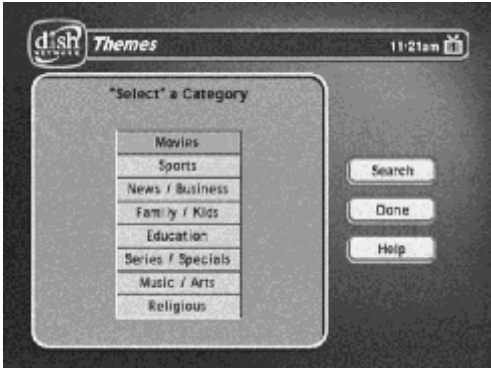 dish
NETWORK
Themes
11:21am
"Select" a Category
Movies
Sports
News / Business
Family / Kids
Education
Series / Specials
Music / Arts
Religious
Search
Done
Help